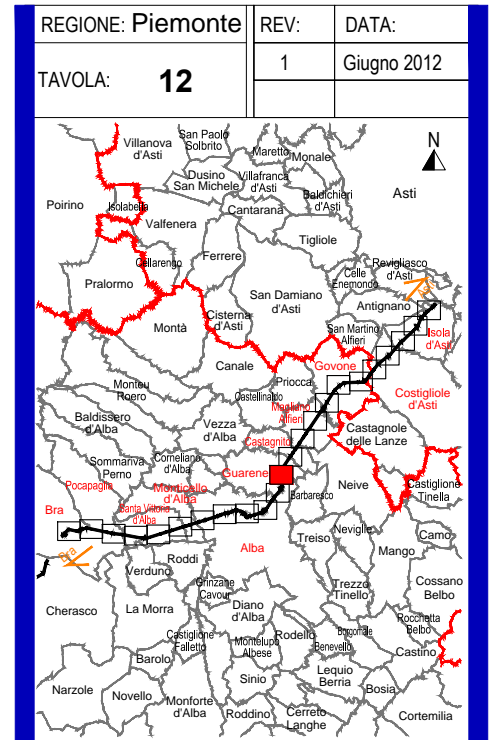 REGIONE: Piemonte
REV:
DATA:
TAVOLA: 12
1
Giugno 2012
N
San Paolo
Solbrito
Villanova
d'Asti
Maretto
Monale
Dusino
San Michele
Villafranca
d'Asti
Baldichieri
d'Asti
Asti
Poirino
Isolabella
Valfenera
Cantarana
Tigliole
Cellarengo
Ferrere
Revigliasco
d'Asti
Celle
Enemondo
Pralormo
San Damiano
d'Asti
Antignano
Asti
Montà
Cisterna
d'Asti
San Martino
Alfieri
Isola
d'Asti
Canale
Govone
Priocca
Monteu
Roero
Castellinaldo
Costigliole
d'Asti
Magliano
Alfieri
Baldissero
d'Alba
Vezza
d'Alba
Castagnito
Castagnole
delle Lanze
Sommariva
Perno
Corneliano
d'Alba
Guarene
Pocapaglia
Monticello
d'Alba
Barbaresco
Neive
Castiglione
Tinella
Bra
Santa Vittoria
d'Alba
Alba
Treiso
Neviglie
Camo
Bra
Roddi
Verduno
Mango
Grinzane
Cavour
Trezzo
Tinello
Cossano
Belbo
Cherasco
La Morra
Diano
d'Alba
Rocchetta
Belbo
Castiglione
Falletto
Montelupo
Albese
Rodello
Borgomale
Benevello
Castino
Barolo
Sinio
Lequio
Berria
Bosia
Narzole
Novello
Monforte
d'Alba
Roddino
Cerreto
Langhe
Cortemilia